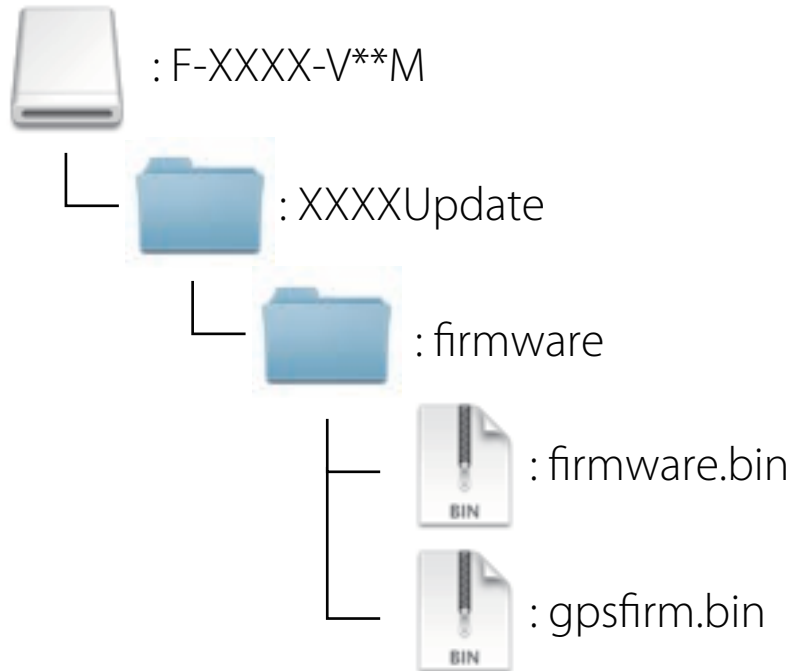 : F-XXXX-V**M
: XXXXUpdate
: firmware
: firmware.bin
BIN
: gpsfirm.bin
BIN